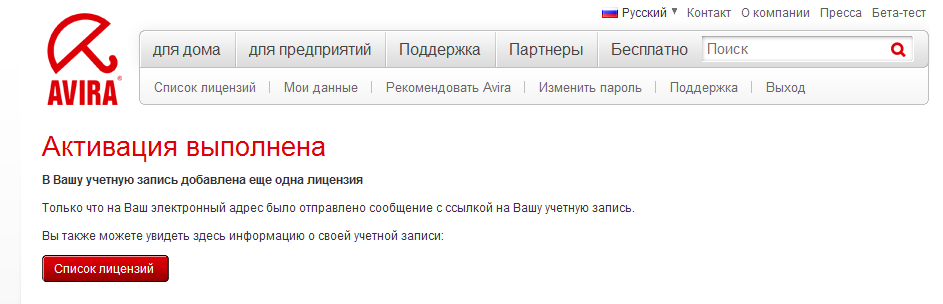 Русский Контакт О компании Пресса Бета-тест
AVIRA®
для дома для предприятий Поддержка Партнеры Бесплатно Поиск
Список лицензий Мои данные Рекомендовать Avira Изменить пароль Поддержка Выход
Активация выполнена
В Вашу учетную запись добавлена еще одна лицензия
Только что на Ваш электронный адрес было отправлено сообщение с ссылкой на Вашу учетную запись.
Вы также можете увидеть здесь информацию о своей учетной записи:
Список лицензий